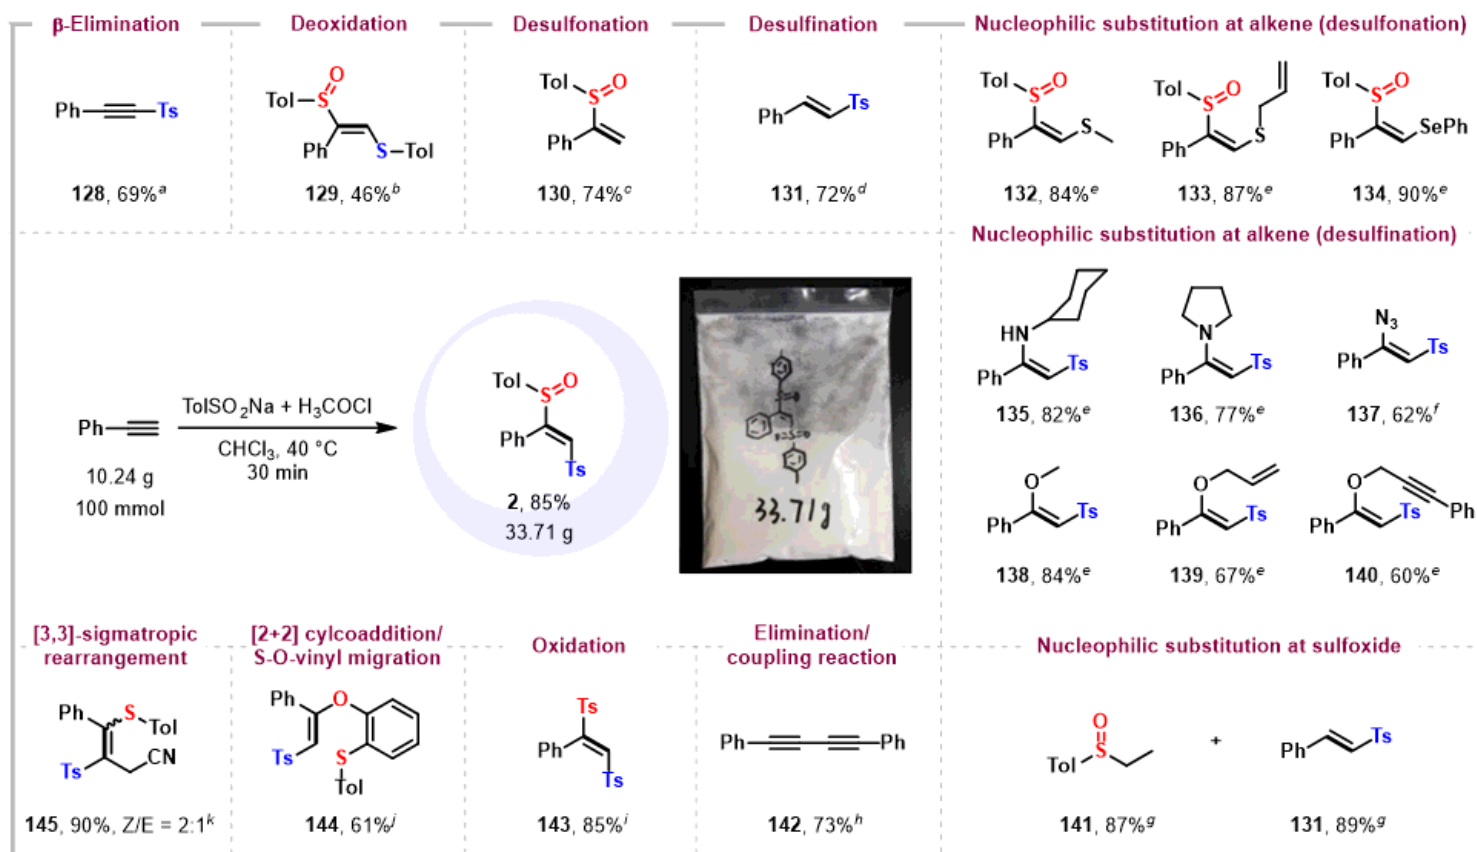 β-Elimination
Deoxidation
Desulfonation
Desulfination
Nucleophilic substitution at alkene (desulfonation)
Ph Ts
128, 69%a
Tol S O
Ph S Tol
129, 46%b
Tol S O
Ph
130, 74%c
Ph Ts
131, 72%d
Tol S O
Ph S
132, 84%e
Tol S O
Ph S
133, 87%e
Tol S O
Ph SePh
134, 90%e
Nucleophilic substitution at alkene (desulfination)
HN
Ph Ts
135, 82%e
N
Ph Ts
136, 77%e
N3
Ph Ts
137, 62%f
O
Ph Ts
138, 84%e
O
Ph Ts
139, 67%e
O
Ph Ts Ph
140, 60%e
Ph
10.24 g
100 mmol
TolSO2Na + H3COCl
CHCl3, 40 °C
30 min
Tol S O
Ph
Ts
2, 85%
33.71 g
33.71g
[3,3]-sigmatropic
rearrangement
Ph S Tol
Ts CN
145, 90%, Z/E = 2:1k
[2+2] cylcoaddition/
S-O-vinyl migration
Ph O
Ts S
Tol
144, 61%j
Oxidation
Ts
Ph
Ts
143, 85%i
Elimination/
coupling reaction
Ph Ph
142, 73%h
Nucleophilic substitution at sulfoxide
O
Tol S
141, 87%g
+
Ph Ts
131, 89%g